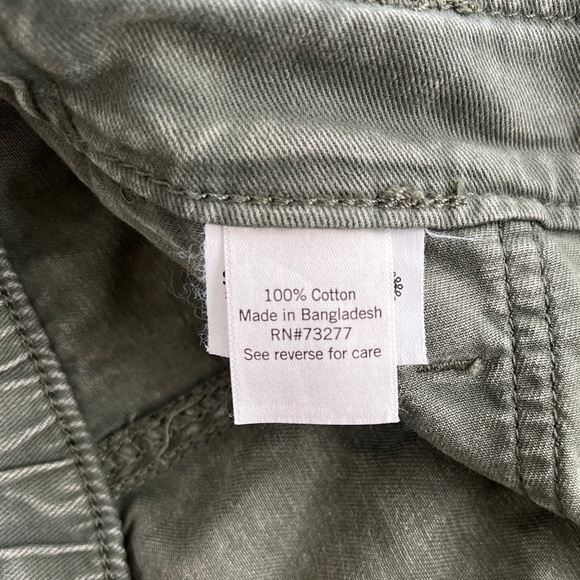 100% Cotton
Made in Bangladesh
RN#73277
See reverse for care